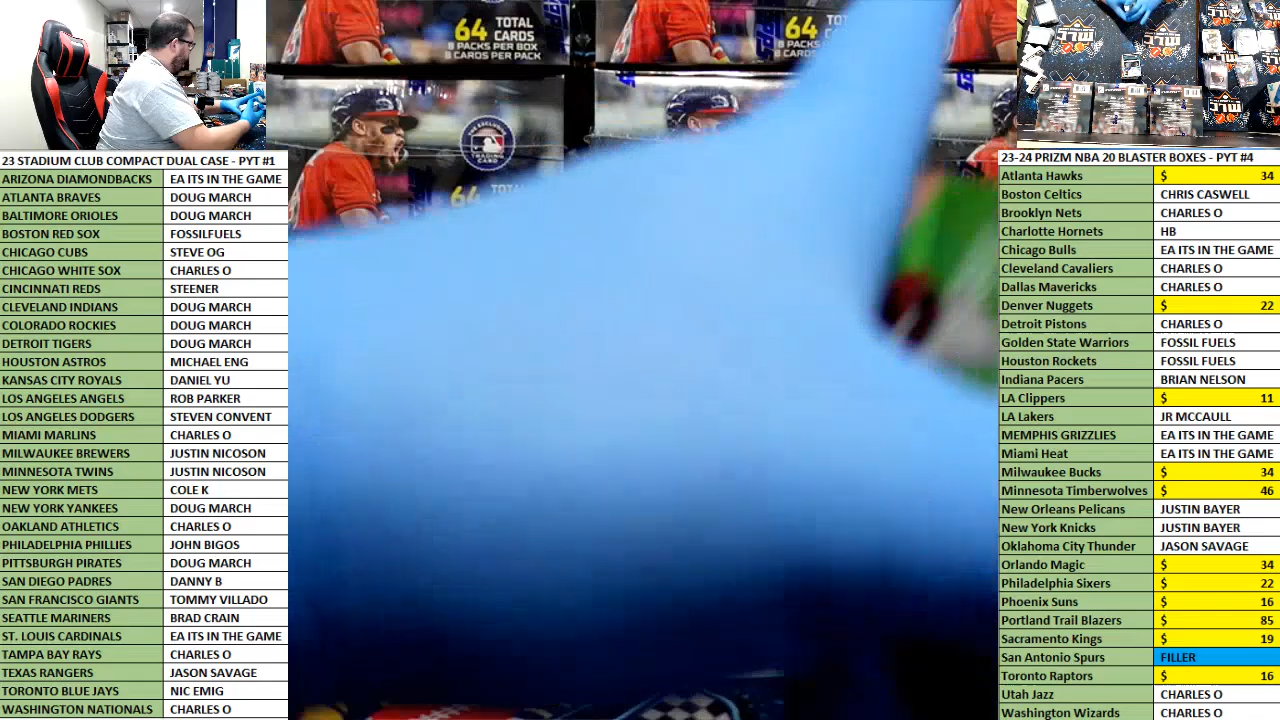 64 TOTAL CARDS
8 PACKS PER BOX
8 CARDS PER PACK
64 TOTAL CARDS
8 PACKS PER BOX
8 CARDS PER PACK
64 TOTAL
23 STADIUM CLUB COMPACT DUAL CASE - PYT #1
ARIZONA DIAMONDBACKS EA ITS IN THE GAME
ATLANTA BRAVES DOUG MARCH
BALTIMORE ORIOLES DOUG MARCH
BOSTON RED SOX FOSSILFUELS
CHICAGO CUBS STEVE OG
CHICAGO WHITE SOX CHARLES O
CINCINNATI REDS STEENER
CLEVELAND INDIANS DOUG MARCH
COLORADO ROCKIES DOUG MARCH
DETROIT TIGERS DOUG MARCH
HOUSTON ASTROS MICHAEL ENG
KANSAS CITY ROYALS DANIEL YU
LOS ANGELES ANGELS ROB PARKER
LOS ANGELES DODGERS STEVEN CONVENT
MIAMI MARLINS CHARLES O
MILWAUKEE BREWERS JUSTIN NICOSON
MINNESOTA TWINS JUSTIN NICOSON
NEW YORK METS COLE K
NEW YORK YANKEES DOUG MARCH
OAKLAND ATHLETICS CHARLES O
PHILADELPHIA PHILLIES JOHN BIGOS
PITTSBURGH PIRATES DOUG MARCH
SAN DIEGO PADRES DANNY B
SAN FRANCISCO GIANTS TOMMY VILLADO
SEATTLE MARINERS BRAD CRAIN
ST. LOUIS CARDINALS EA ITS IN THE GAME
TAMPA BAY RAYS CHARLES O
TEXAS RANGERS JASON SAVAGE
TORONTO BLUE JAYS NIC EMIG
WASHINGTON NATIONALS CHARLES O
23-24 PRIZM NBA 20 BLASTER BOXES - PYT #4
Atlanta Hawks $ 34
Boston Celtics CHRIS CASWELL
Brooklyn Nets CHARLES O
Charlotte Hornets HB
Chicago Bulls EA ITS IN THE GAME
Cleveland Cavaliers CHARLES O
Dallas Mavericks CHARLES O
Denver Nuggets $ 22
Detroit Pistons CHARLES O
Golden State Warriors FOSSIL FUELS
Houston Rockets FOSSIL FUELS
Indiana Pacers BRIAN NELSON
LA Clippers $ 11
LA Lakers JR MCCAULL
MEMPHIS GRIZZLIES EA ITS IN THE GAME
Miami Heat EA ITS IN THE GAME
Milwaukee Bucks $ 34
Minnesota Timberwolves $ 46
New Orleans Pelicans JUSTIN BAYER
New York Knicks JUSTIN BAYER
Oklahoma City Thunder JASON SAVAGE
Orlando Magic $ 34
Philadelphia Sixers $ 22
Phoenix Suns $ 16
Portland Trail Blazers $ 85
Sacramento Kings $ 19
San Antonio Spurs FILLER
Toronto Raptors $ 16
Utah Jazz CHARLES O
Washington Wizards CHARLES O